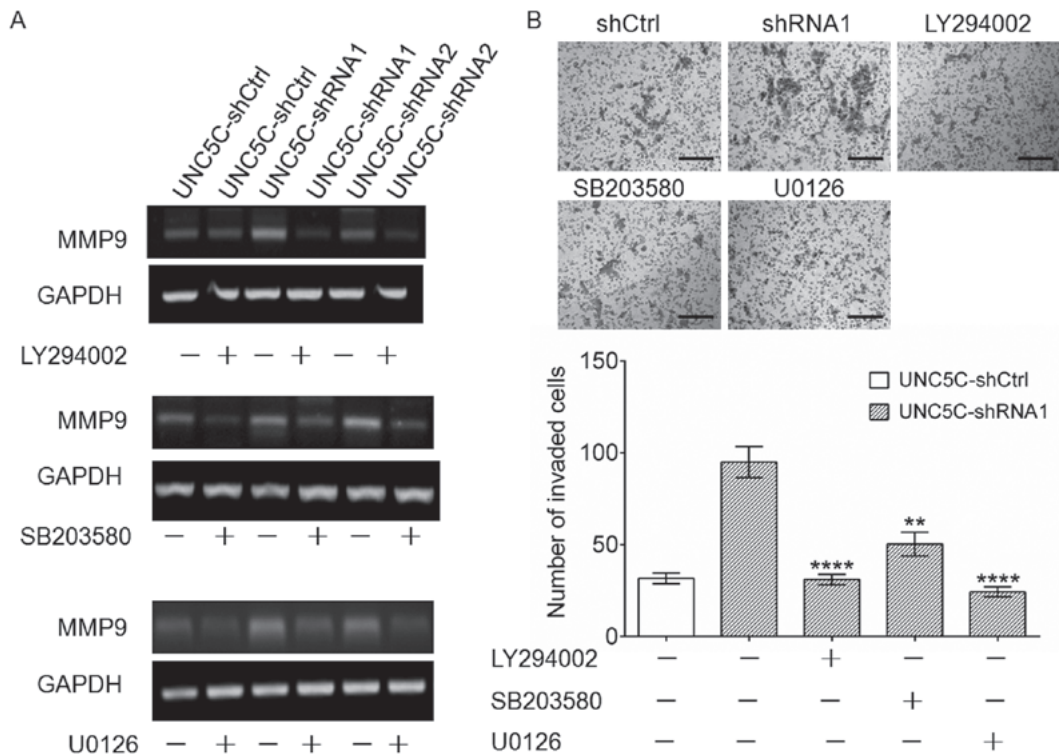 A
UNC5C-shCtrl
UNC5C-shCtrl
UNC5C-shRNA1
UNC5C-shRNA1
UNC5C-shRNA2
UNC5C-shRNA2
MMP9
GAPDH
LY294002 − + − + − +
MMP9
GAPDH
SB203580 − + − + − +
MMP9
GAPDH
U0126 − + − + − +
B
shCtrl shRNA1 LY294002
SB203580 U0126
Number of invaded cells
150
100
50
0
UNC5C-shCtrl
UNC5C-shRNA1
****
**
****
LY294002 − − + − −
SB203580 − − − + −
U0126 − − − − +